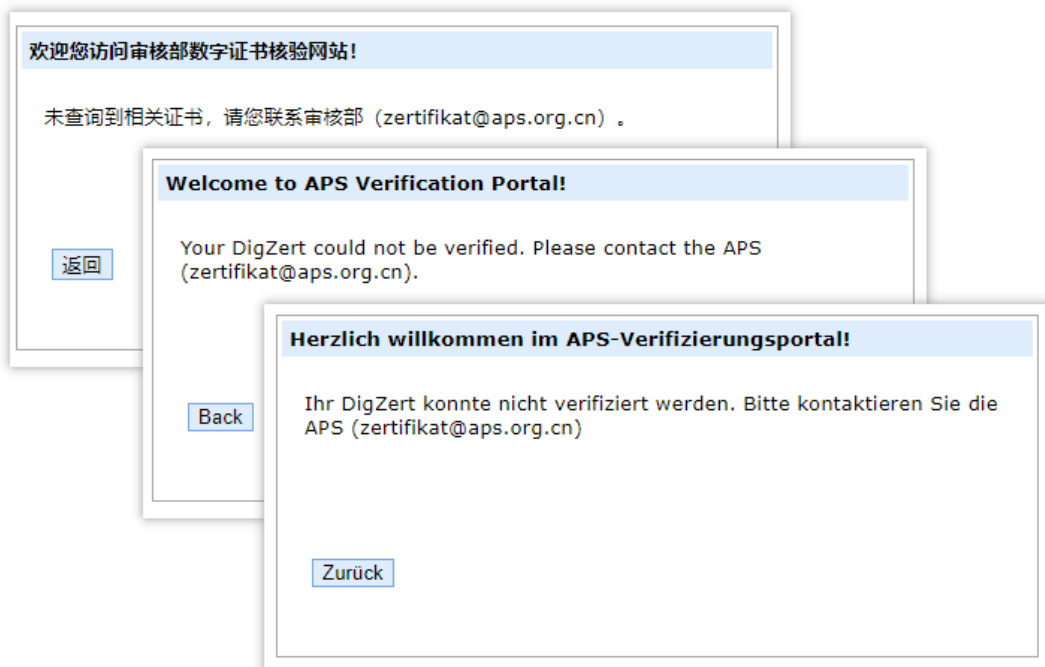 欢迎您访问审核部数字证书核验网站!
未查询到相关证书，请您联系审核部（zertifikat@aps.org.cn）。
返回
Welcome to APS Verification Portal!
Your DigZert could not be verified. Please contact the APS
(zertifikat@aps.org.cn).
Back
Herzlich willkommen im APS-Verifizierungsportal!
Ihr DigZert konnte nicht verifiziert werden. Bitte kontaktieren Sie die
APS (zertifikat@aps.org.cn)
Zurück